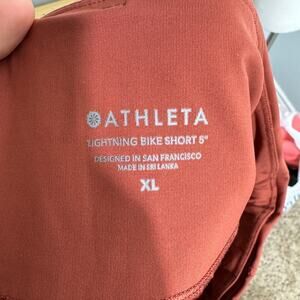 ATHLETA
LIGHTNING BIKE SHORT 5"
DESIGNED IN SAN FRANCISCO
MADE IN SRI LANKA
XL